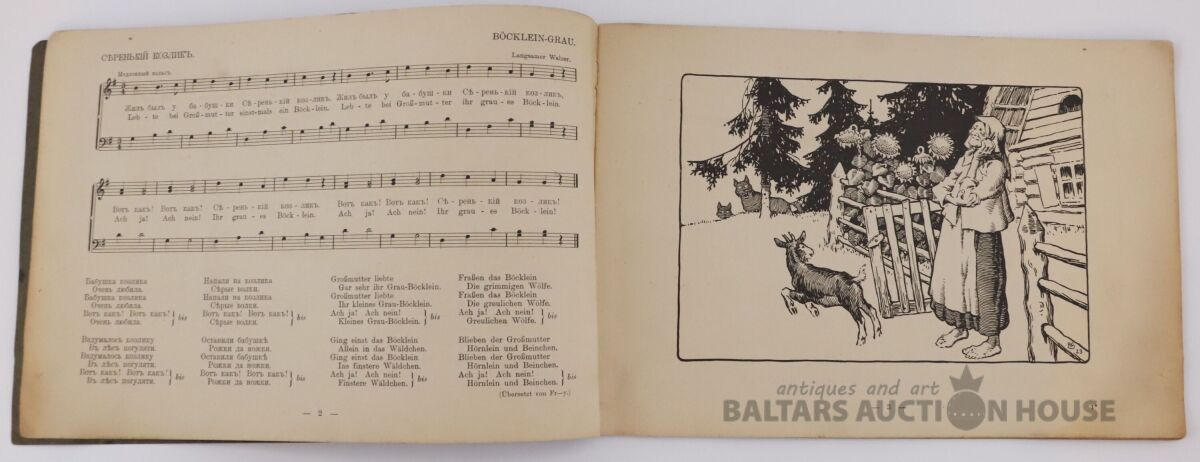 СѢРЕНЬКІЙ КОЗЛИКЪ.
BÖCKLEIN-GRAU.
Медленный вальсъ.
Langsamer Walzer.
Жилъ былъ у ба - буш - ки Сѣ - рень - кій коз - ликъ. Жилъ былъ у ба - буш - ки Сѣ - рень - кій коз - ликъ,
Leb - te bei Groß - mut - ter einst - mals ein Böck - lein. Leb - te bei Groß - mut - ter ihr grau - es Böck - lein.
Вотъ какъ! Вотъ какъ! Сѣ - рень - кій коз - ликъ. Вотъ какъ! Вотъ какъ! Сѣ - рень - кій коз - ликъ!
Ach ja! Ach nein! Ihr grau - es Böck - lein. Ach ja! Ach nein! Ihr grau - es Böck - lein!
Бабушка козлика
Очень любила.
Бабушка козлика
Очень любила.
Вотъ какъ! Вотъ какъ! } bis
Очень любила.
Вздумалось козлику
Въ лѣсъ погуляти.
Вздумалось козлику
Въ лѣсъ погуляти.
Вотъ какъ! Вотъ какъ! } bis
Въ лѣсъ погуляти.
Напали на козлика
Сѣрые волки.
Напали на козлика
Сѣрые волки.
Вотъ какъ! Вотъ какъ! } bis
Сѣрые волки.
Оставили бабушкѣ
Рожки да ножки.
Оставили бабушкѣ
Рожки да ножки.
Вотъ какъ! Вотъ какъ! } bis
Рожки да ножки.
Großmutter liebte
Gar sehr ihr Grau-Böcklein.
Großmutter liebte
Ihr kleines Grau-Böcklein.
Ach ja! Ach nein! } bis
Kleines Grau-Böcklein.
Ging einst das Böcklein
Allein in das Wäldchen.
Ging einst das Böcklein
Ins finstere Wäldchen.
Ach ja! Ach nein! } bis
Finstere Wäldchen.
Fraßen das Böcklein
Die grimmigen Wölfe.
Fraßen das Böcklein
Die greulichen Wölfe.
Ach ja! Ach nein! } bis
Greulichen Wölfe.
Blieben der Großmutter
Hörnlein und Beinchen.
Blieben der Großmutter
Hörnlein und Beinchen.
Ach ja! Ach nein! } bis
Hörnlein und Beinchen.
(Übersetzt von Fr—y.)
— 2 —
antiques and art
BALTARS AUCTION HOUSE